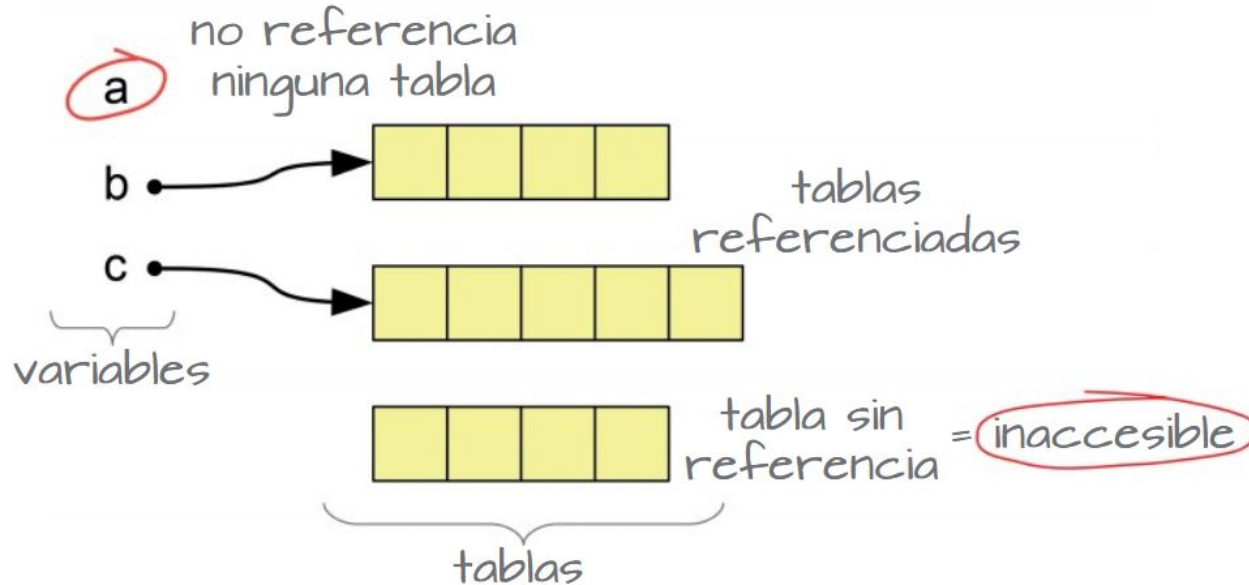 no referencia
ninguna tabla
a
b
c
variables
tablas
referenciadas
tabla sin
referencia
= inaccesible
tablas